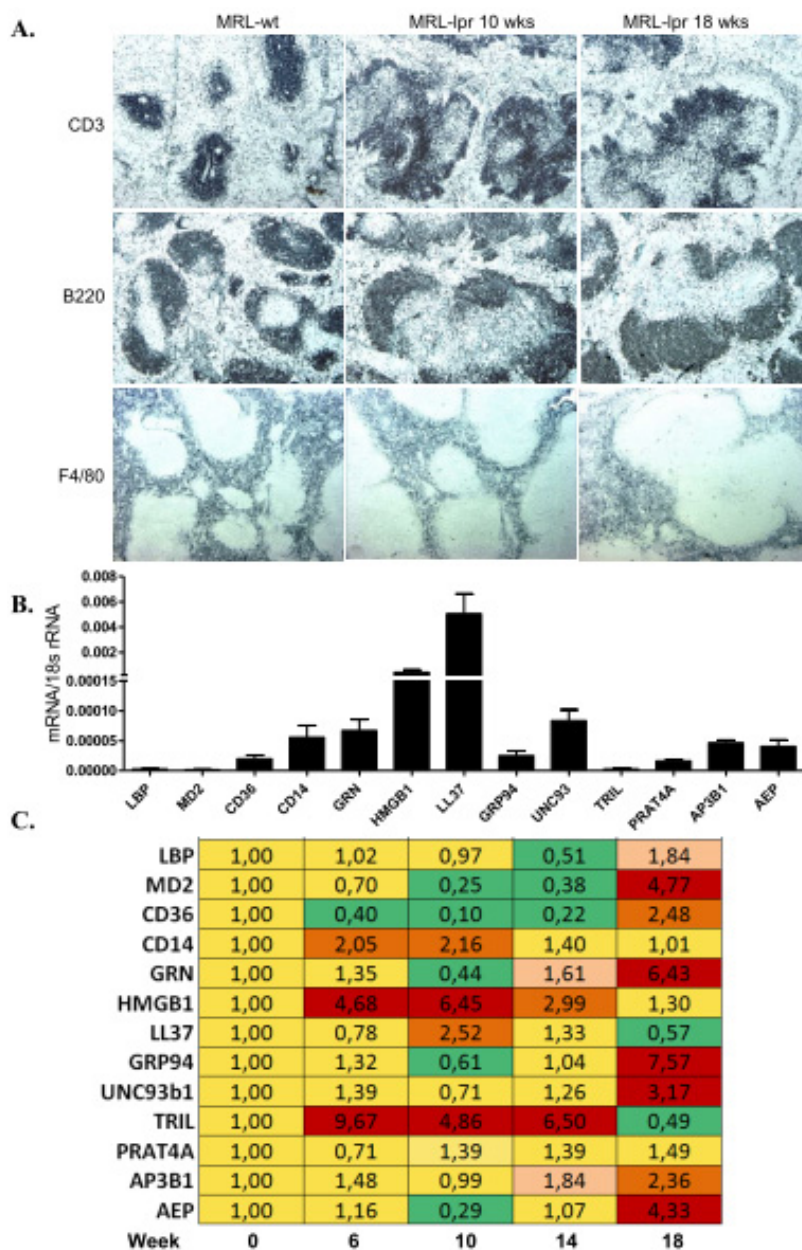 A.
MRL-wt MRL-lpr 10 wks MRL-lpr 18 wks
CD3
B220
F4/80
B.
mRNA/18s rRNA
0.008
0.006
0.004
0.002
0.00015
0.00010
0.00005
0.00000
LBP MD2 CD36 CD14 GRN HMGB1 LL37 GRP94 UNC93 TRIL PRAT4A AP3B1 AEP
C.
LBP 1,00 1,02 0,97 0,51 1,84
MD2 1,00 0,70 0,25 0,38 4,77
CD36 1,00 0,40 0,10 0,22 2,48
CD14 1,00 2,05 2,16 1,40 1,01
GRN 1,00 1,35 0,44 1,61 6,43
HMGB1 1,00 4,68 6,45 2,99 1,30
LL37 1,00 0,78 2,52 1,33 0,57
GRP94 1,00 1,32 0,61 1,04 7,57
UNC93b1 1,00 1,39 0,71 1,26 3,17
TRIL 1,00 9,67 4,86 6,50 0,49
PRAT4A 1,00 0,71 1,39 1,39 1,49
AP3B1 1,00 1,48 0,99 1,84 2,36
AEP 1,00 1,16 0,29 1,07 4,33
Week 0 6 10 14 18